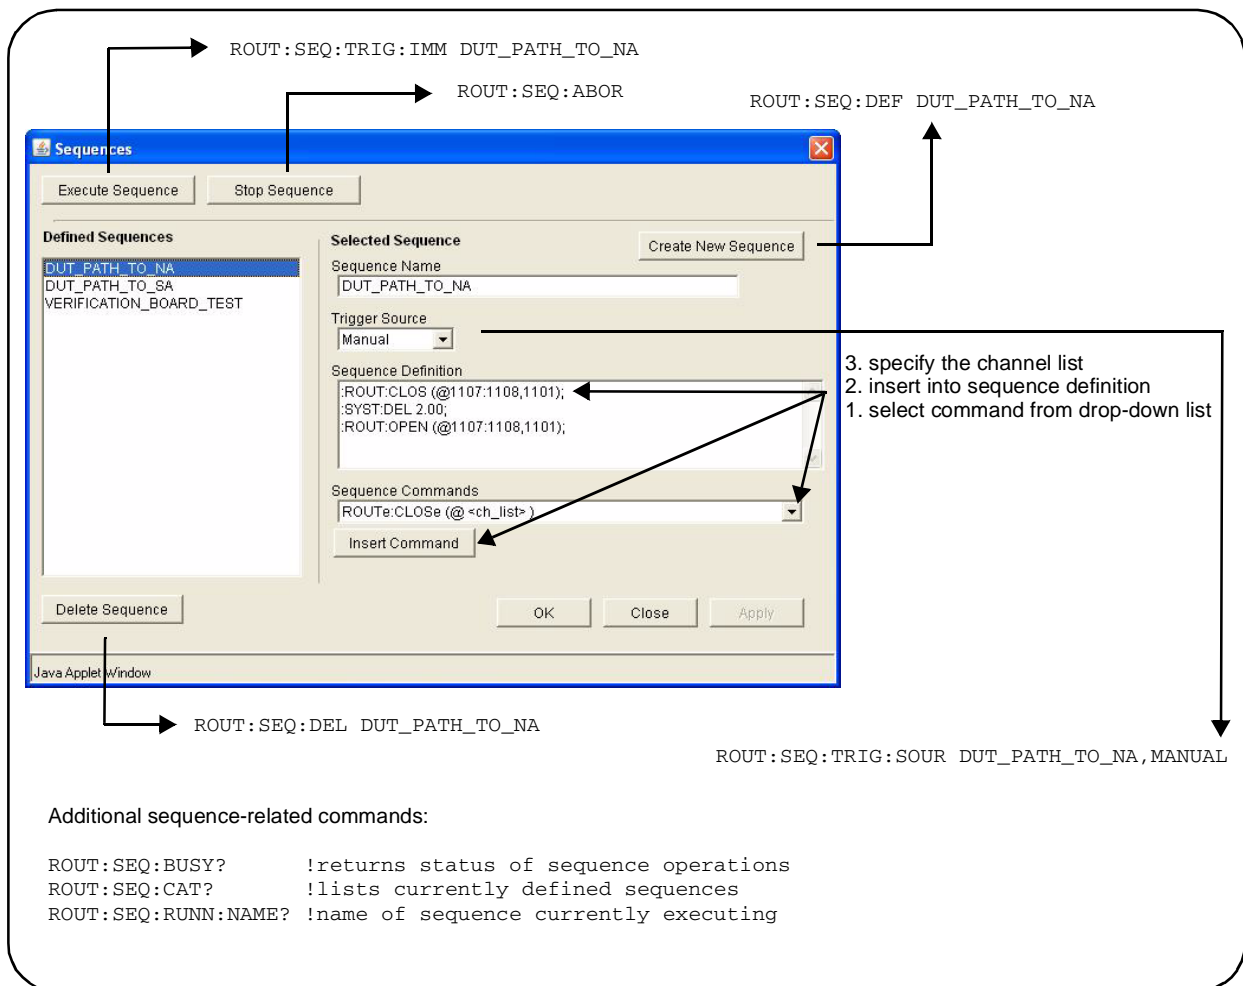 ROUT:SEQ:TRIG:IMM DUT_PATH_TO_NA
ROUT:SEQ:ABOR
ROUT:SEQ:DEF DUT_PATH_TO_NA
Sequences
Execute Sequence
Stop Sequence
Defined Sequences
DUT_PATH_TO_NA
DUT_PATH_TO_SA
VERIFICATION_BOARD_TEST
Selected Sequence
Create New Sequence
Sequence Name
DUT_PATH_TO_NA
Trigger Source
Manual
Sequence Definition
:ROUT:CLOS (@1107:1108,1101);
:SYST:DEL 2.00;
:ROUT:OPEN (@1107:1108,1101);
3. specify the channel list
2. insert into sequence definition
1. select command from drop-down list
Sequence Commands
ROUTe:CLOSe (@ <ch_list> )
Insert Command
Delete Sequence
OK
Close
Apply
Java Applet Window
ROUT:SEQ:DEL DUT_PATH_TO_NA
ROUT:SEQ:TRIG:SOUR DUT_PATH_TO_NA,MANUAL
Additional sequence-related commands:
ROUT:SEQ:BUSY? !returns status of sequence operations
ROUT:SEQ:CAT? !lists currently defined sequences
ROUT:SEQ:RUNN:NAME? !name of sequence currently executing